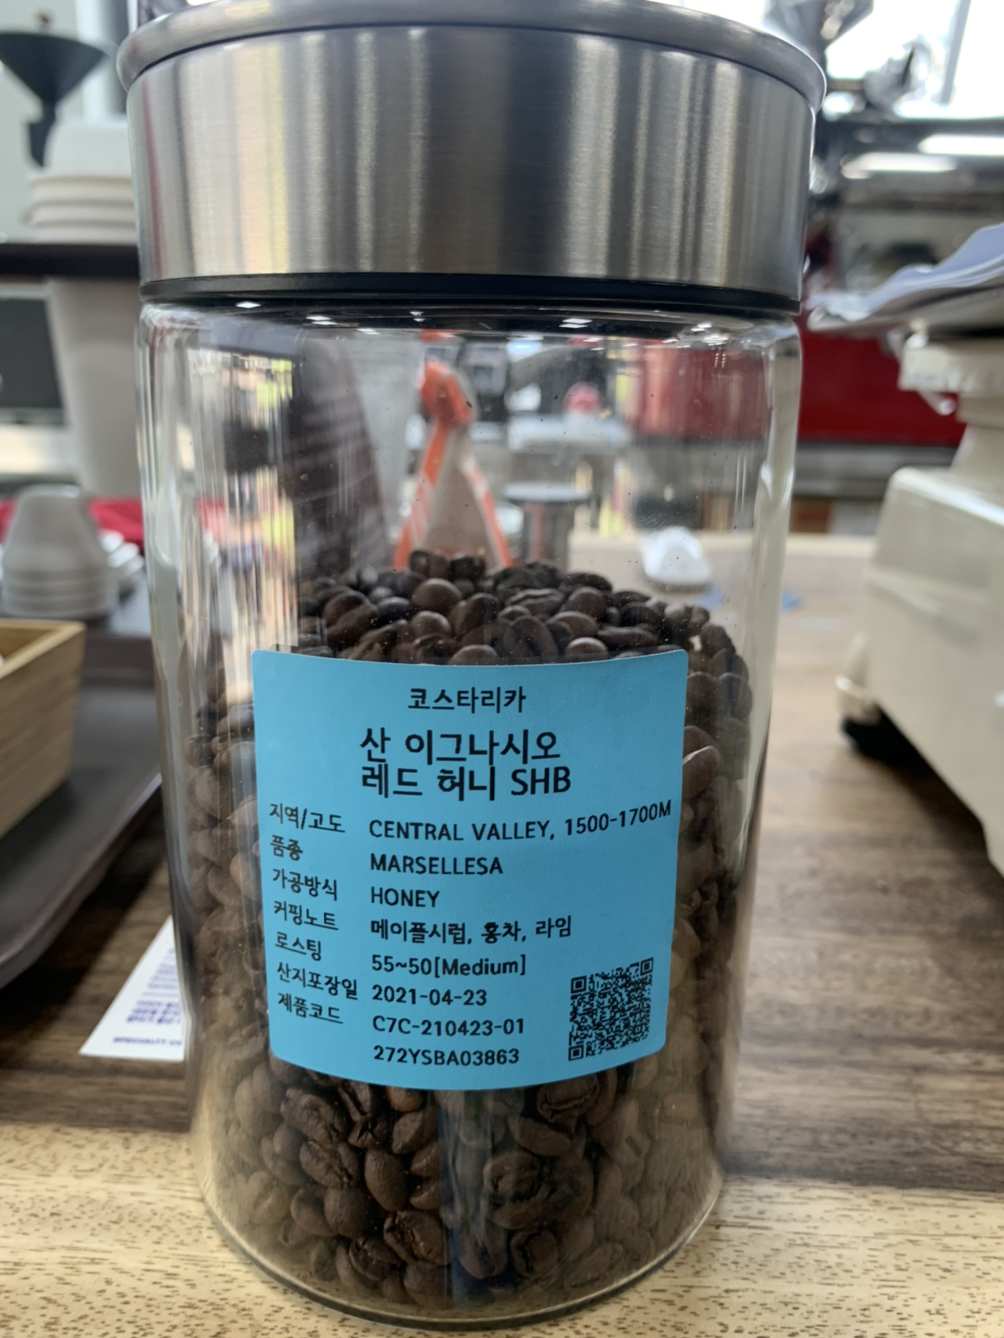 코스타리카
산 이그나시오
레드 허니 SHB
지역/고도 CENTRAL VALLEY, 1500-1700M
품종 MARSELLESA
가공방식 HONEY
커핑노트 메이플시럽, 홍차, 라임
로스팅 55~50[Medium]
산지포장일 2021-04-23
제품코드 C7C-210423-01
272YSBA03863